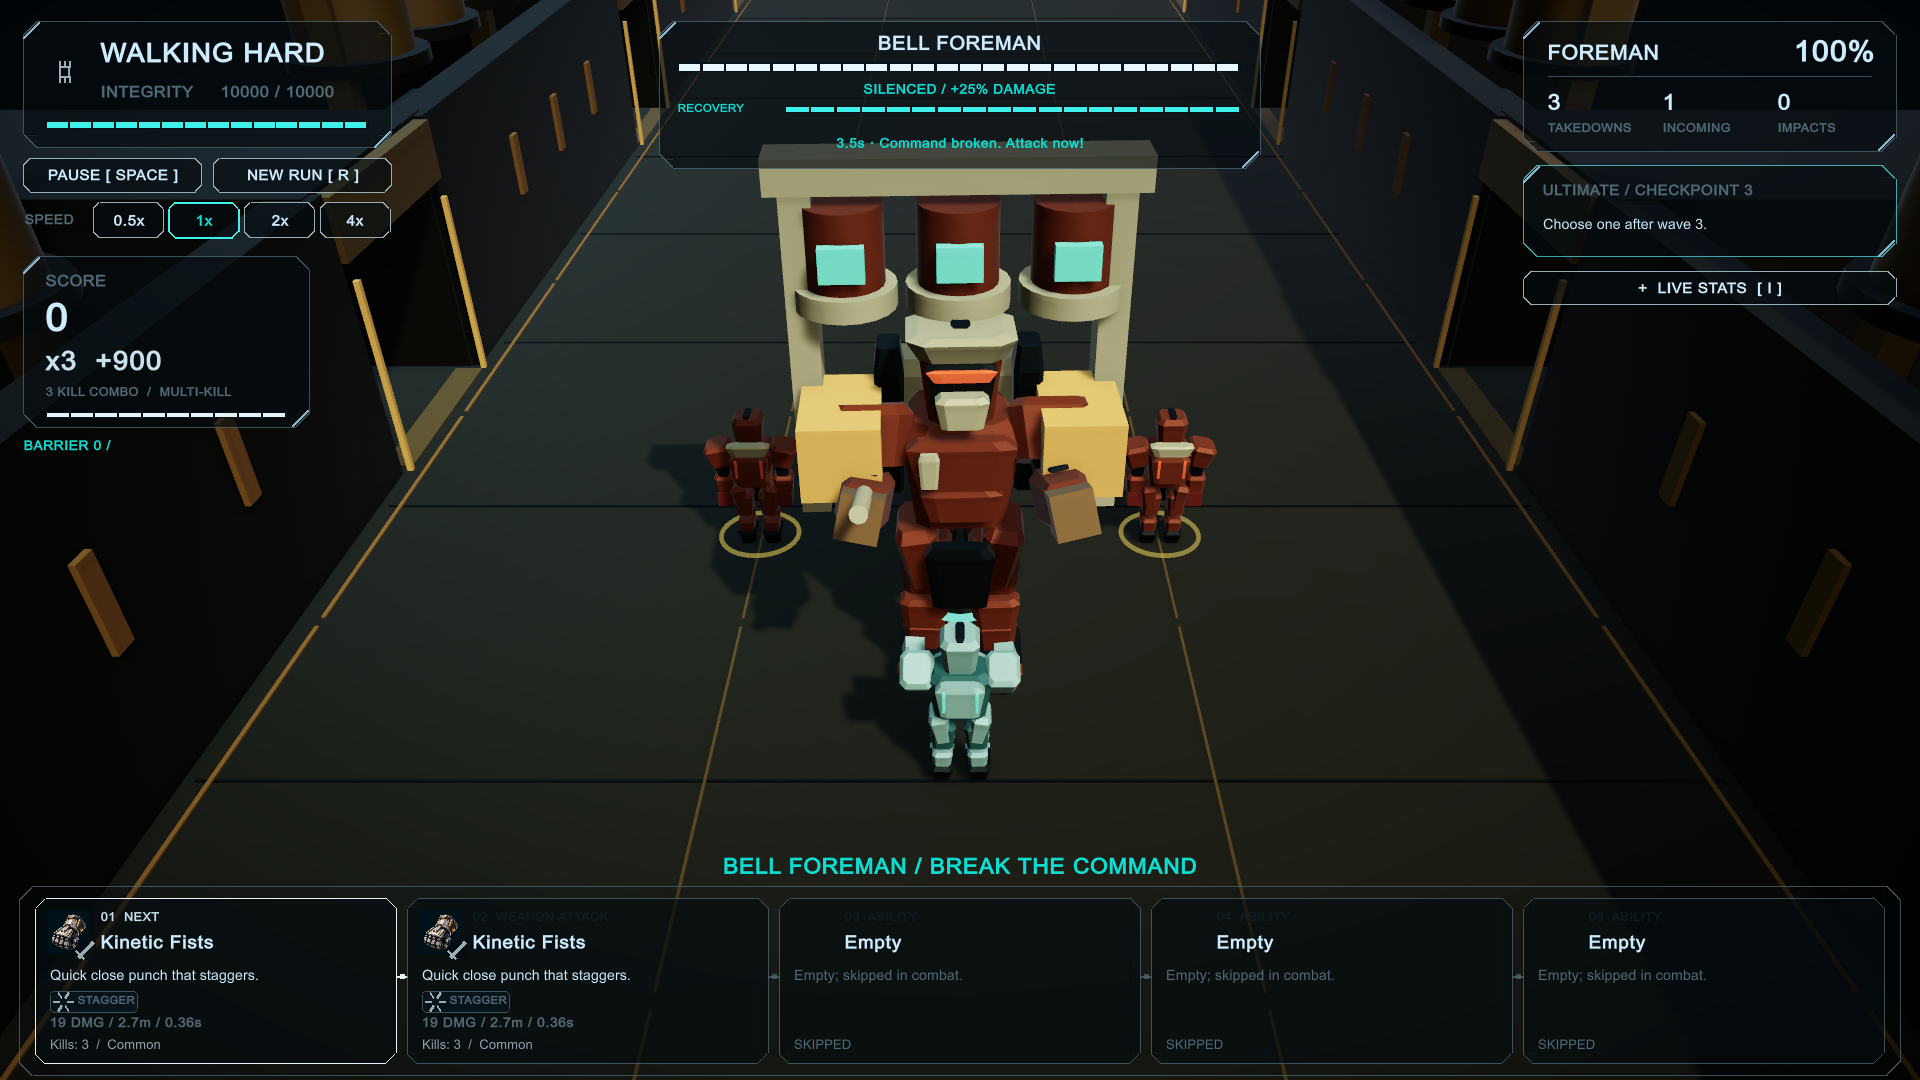 WALKING HARD
INTEGRITY 10000 / 10000
PAUSE [ SPACE ]
NEW RUN [ R ]
SPEED 0.5x 1x 2x 4x
SCORE
0
x3 +900
3 KILL COMBO / MULTI-KILL
BARRIER 0 /
BELL FOREMAN
SILENCED / +25% DAMAGE
RECOVERY
3.5s · Command broken. Attack now!
FOREMAN 100%
3 1 0
TAKEDOWNS INCOMING IMPACTS
ULTIMATE / CHECKPOINT 3
Choose one after wave 3.
+ LIVE STATS [ I ]
BELL FOREMAN / BREAK THE COMMAND
01 NEXT
Kinetic Fists
Quick close punch that staggers.
STAGGER
19 DMG / 2.7m / 0.36s
Kills: 3 / Common
02 WEAPON ATTACK
Kinetic Fists
Quick close punch that staggers.
STAGGER
19 DMG / 2.7m / 0.36s
Kills: 3 / Common
03 ABILITY
Empty
Empty; skipped in combat.
SKIPPED
04 ABILITY
Empty
Empty; skipped in combat.
SKIPPED
05 ABILITY
Empty
Empty; skipped in combat.
SKIPPED